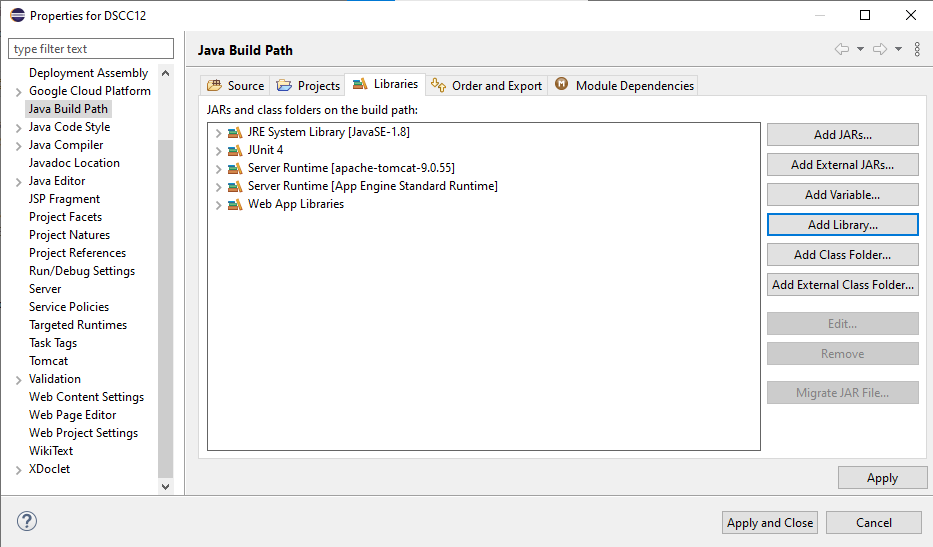 Properties for DSCC12
type filter text
Deployment Assembly
Google Cloud Platform
Java Build Path
Java Code Style
Java Compiler
Javadoc Location
Java Editor
JSP Fragment
Project Facets
Project Natures
Project References
Run/Debug Settings
Server
Service Policies
Targeted Runtimes
Task Tags
Tomcat
Validation
Web Content Settings
Web Page Editor
Web Project Settings
WikiText
XDoclet
Java Build Path
Source Projects Libraries Order and Export Module Dependencies
JARs and class folders on the build path:
JRE System Library [JavaSE-1.8]
JUnit 4
Server Runtime [apache-tomcat-9.0.55]
Server Runtime [App Engine Standard Runtime]
Web App Libraries
Add JARs...
Add External JARs...
Add Variable...
Add Library...
Add Class Folder...
Add External Class Folder...
Edit...
Remove
Migrate JAR File...
Apply
Apply and Close Cancel